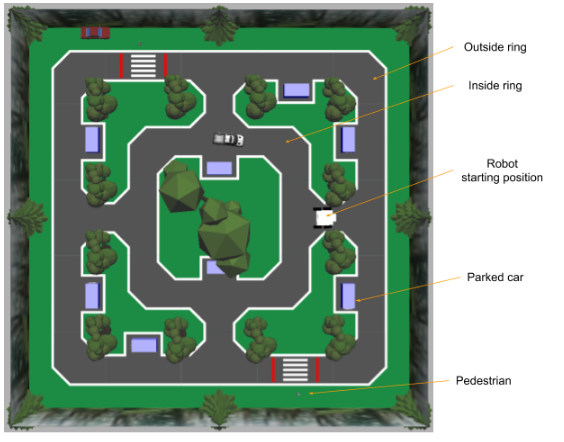 Outside ring
Inside ring
Robot
starting position
Parked car
Pedestrian